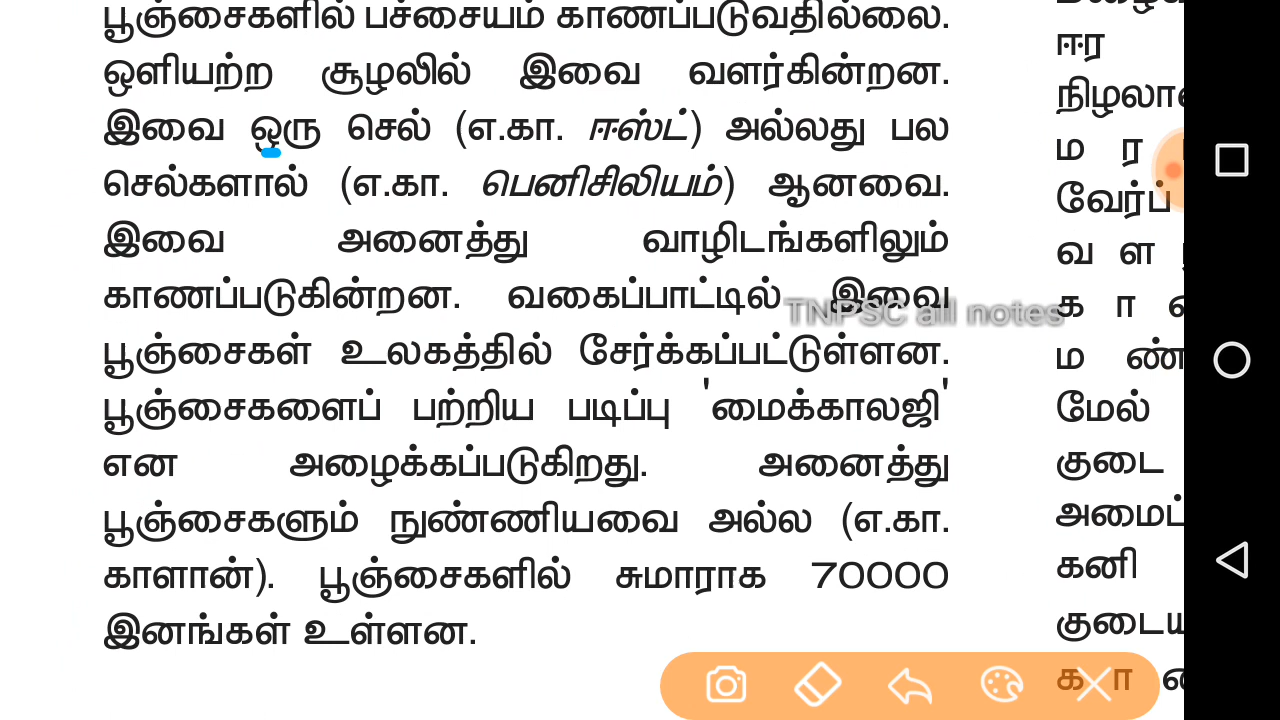 பூஞ்சைகளில் பச்சையம் காணப்படுவதில்லை.
ஒளியற்ற சூழலில் இவை வளர்கின்றன.
இவை ஒரு செல் (எ.கா. ஈஸ்ட்) அல்லது பல
செல்களால் (எ.கா. பெனிசிலியம்) ஆனவை.
இவை அனைத்து வாழிடங்களிலும்
காணப்படுகின்றன. வகைப்பாட்டில் இவை
பூஞ்சைகள் உலகத்தில் சேர்க்கப்பட்டுள்ளன.
பூஞ்சைகளைப் பற்றிய படிப்பு 'மைக்காலஜி'
என அழைக்கப்படுகிறது. அனைத்து
பூஞ்சைகளும் நுண்ணியவை அல்ல (எ.கா.
காளான்). பூஞ்சைகளில் சுமாராக 70000
இனங்கள் உள்ளன.
TNPSC all notes
ஈர
ம ர
வேர்ப்
வ ள
க ா
ம ண்
மேல்
குடை
கனி